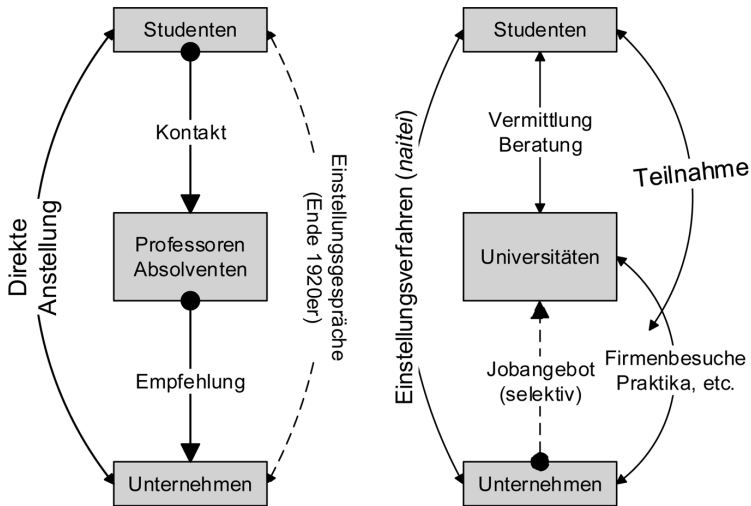 Studenten
Kontakt
Direkte
Anstellung
Professoren
Absolventen
Einstellungsgespräche
(Ende 1920er)
Empfehlung
Unternehmen
Studenten
Vermittlung
Beratung
Teilnahme
Einstellungsverfahren (naitei)
Universitäten
Firmenbesuche
Praktika, etc.
Jobangebot
(selektiv)
Unternehmen